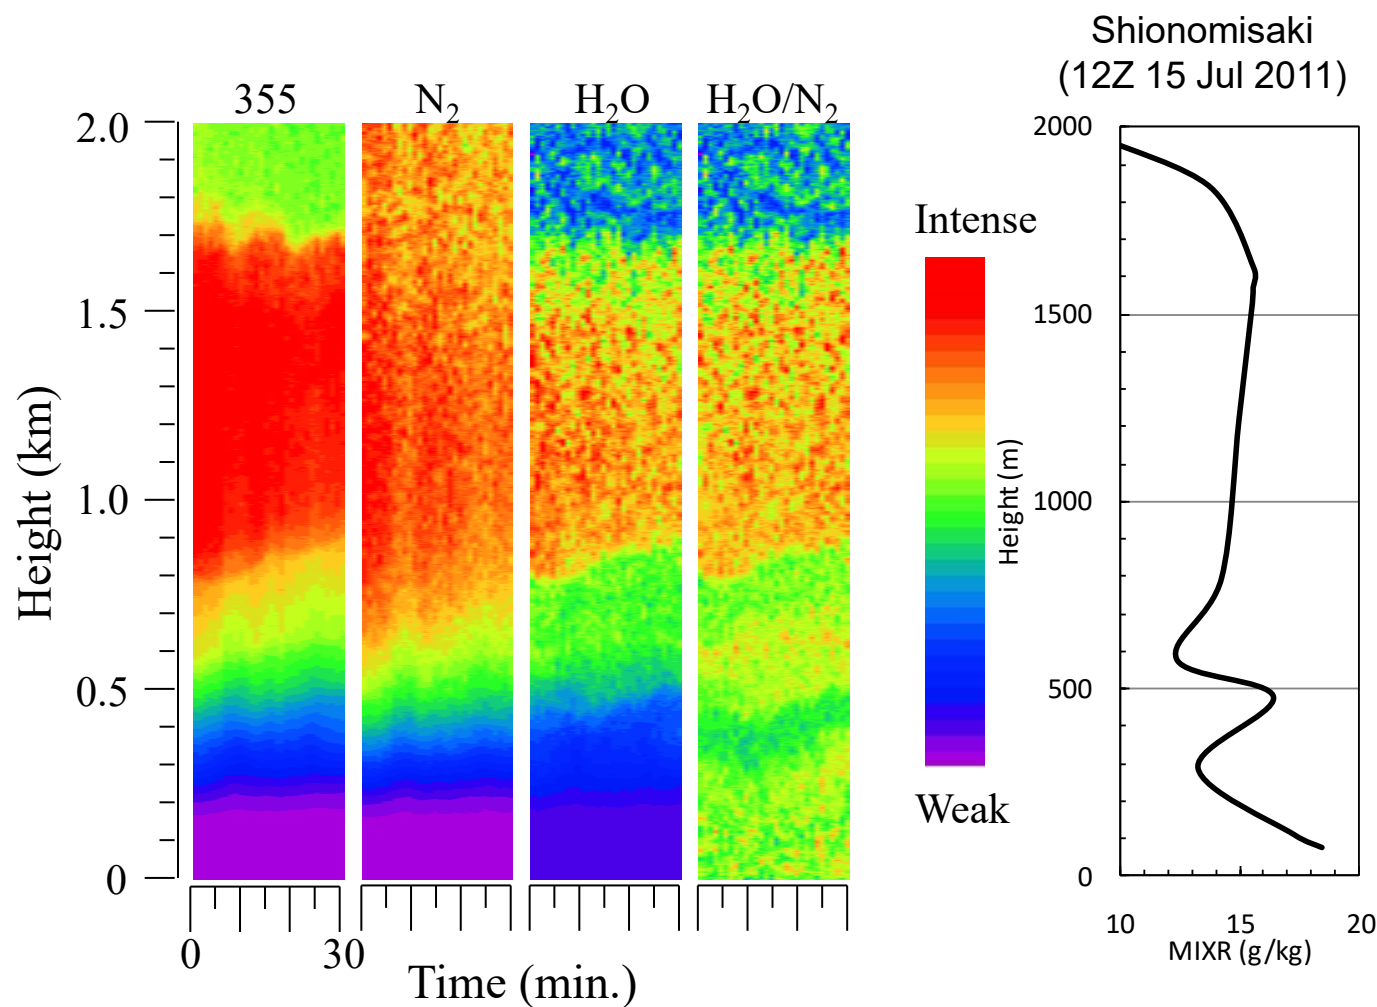 Shionomisaki
(12Z 15 Jul 2011)
355
N₂
H₂O
H₂O/N₂
2.0
1.5
1.0
0.5
0
Height (km)
0
30
Time (min.)
Intense
Weak
2000
1500
1000
500
0
Height (m)
10
15
20
MIXR (g/kg)